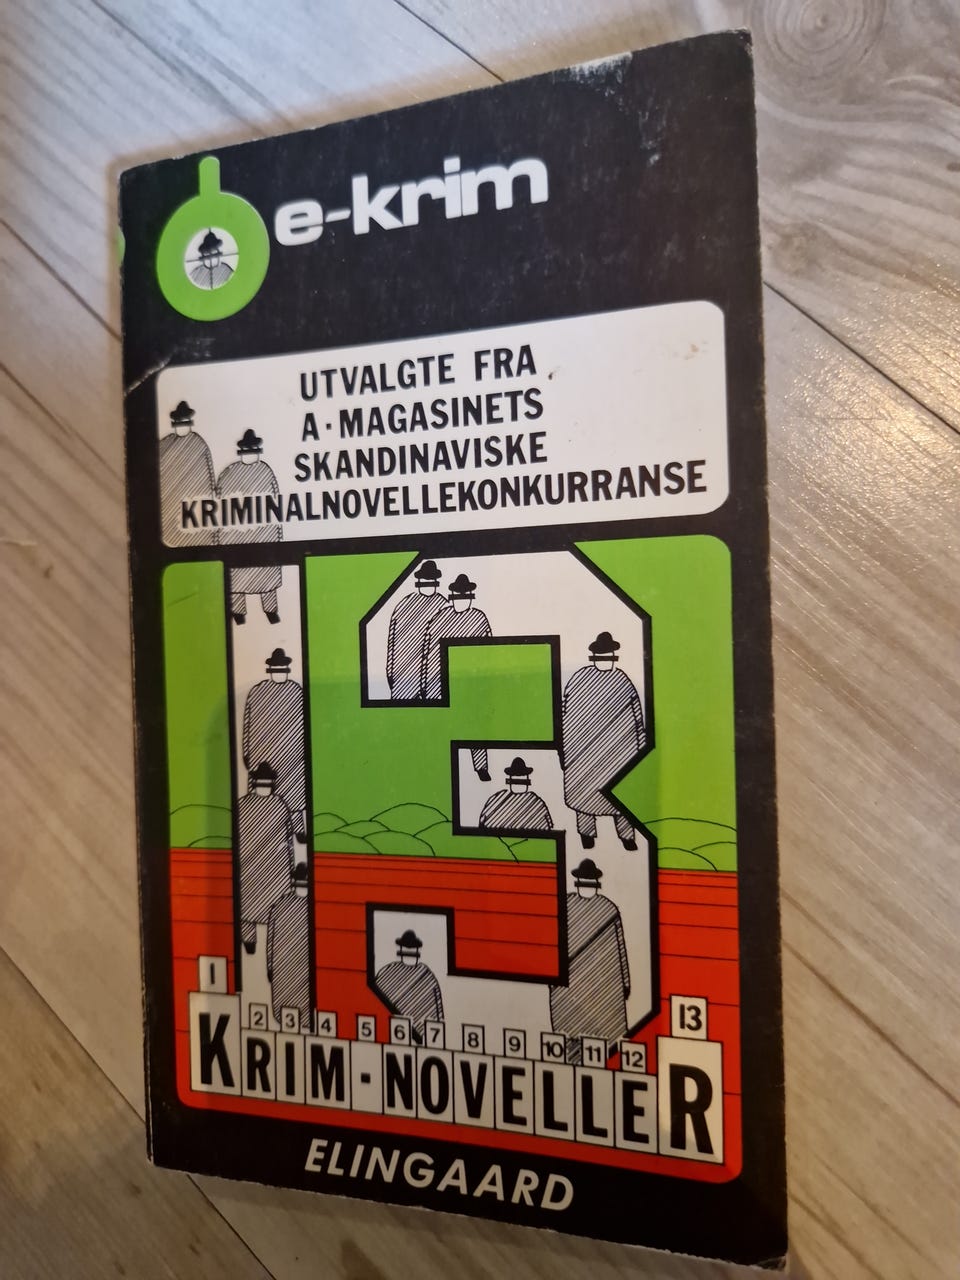 e-krim
UTVALGTE FRA
A·MAGASINETS
SKANDINAVISKE
KRIMINALNOVELLEKONKURRANSE
13
1 2 3 4 5 6 7 8 9 10 11 12 13
KRIM-NOVELLER
ELINGAARD